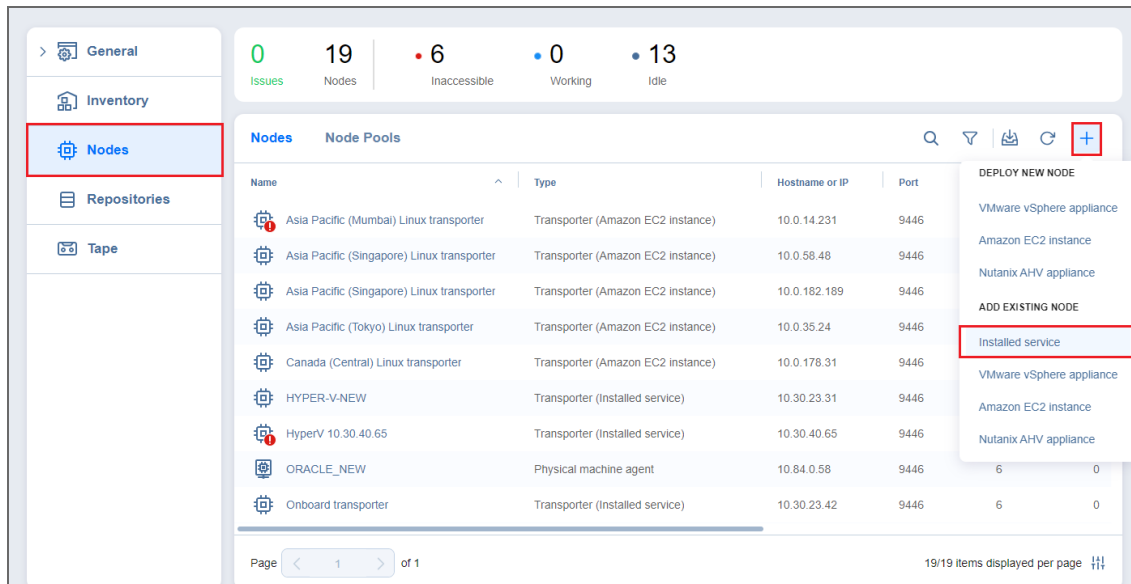 General
Inventory
Nodes
Repositories
Tape
0 19 6 0 13
Issues Nodes Inaccessible Working Idle
Nodes Node Pools
Name Type Hostname or IP Port
Asia Pacific (Mumbai) Linux transporter Transporter (Amazon EC2 instance) 10.0.14.231 9446
Asia Pacific (Singapore) Linux transporter Transporter (Amazon EC2 instance) 10.0.58.48 9446
Asia Pacific (Singapore) Linux transporter Transporter (Amazon EC2 instance) 10.0.182.189 9446
Asia Pacific (Tokyo) Linux transporter Transporter (Amazon EC2 instance) 10.0.35.24 9446
Canada (Central) Linux transporter Transporter (Amazon EC2 instance) 10.0.178.31 9446
HYPER-V-NEW Transporter (Installed service) 10.30.23.31 9446
HyperV 10.30.40.65 Transporter (Installed service) 10.30.40.65 9446
ORACLE_NEW Physical machine agent 10.84.0.58 9446 6 0
Onboard transporter Transporter (Installed service) 10.30.23.42 9446 6 0
DEPLOY NEW NODE
VMware vSphere appliance
Amazon EC2 instance
Nutanix AHV appliance
ADD EXISTING NODE
Installed service
VMware vSphere appliance
Amazon EC2 instance
Nutanix AHV appliance
Page 1 of 1 19/19 items displayed per page